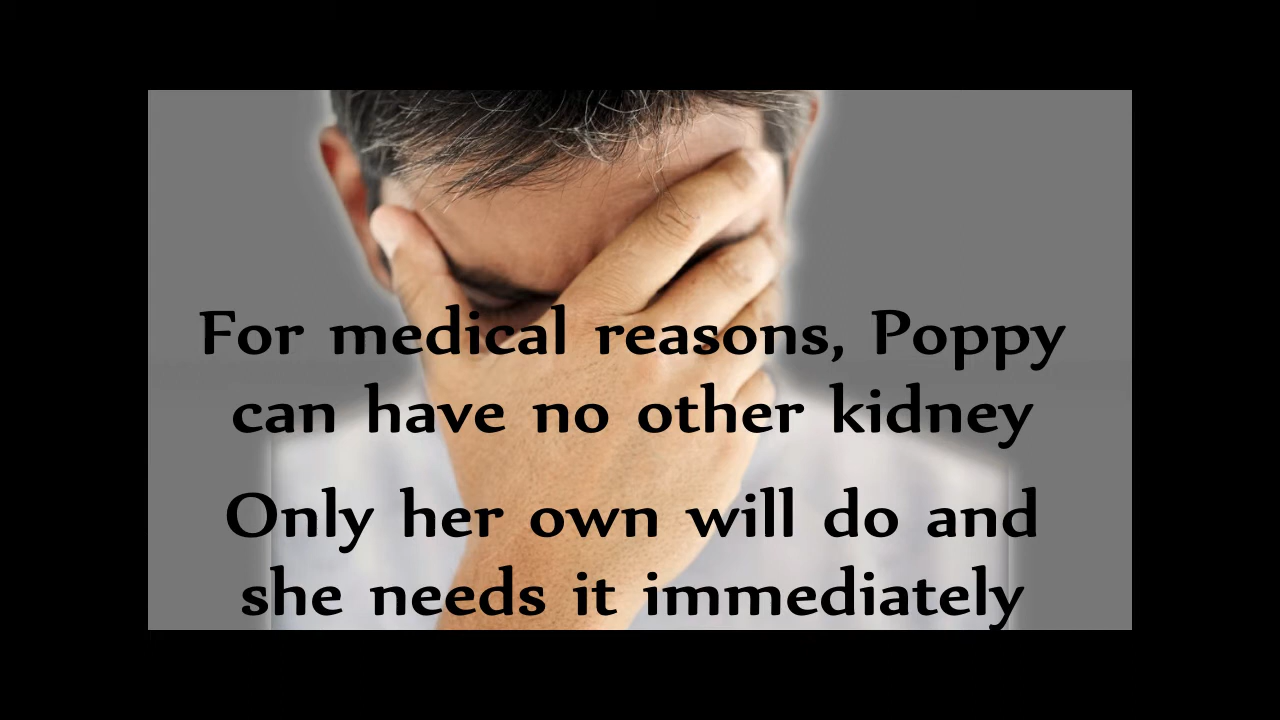 For medical reasons, Poppy
can have no other kidney
Only her own will do and
she needs it immediately